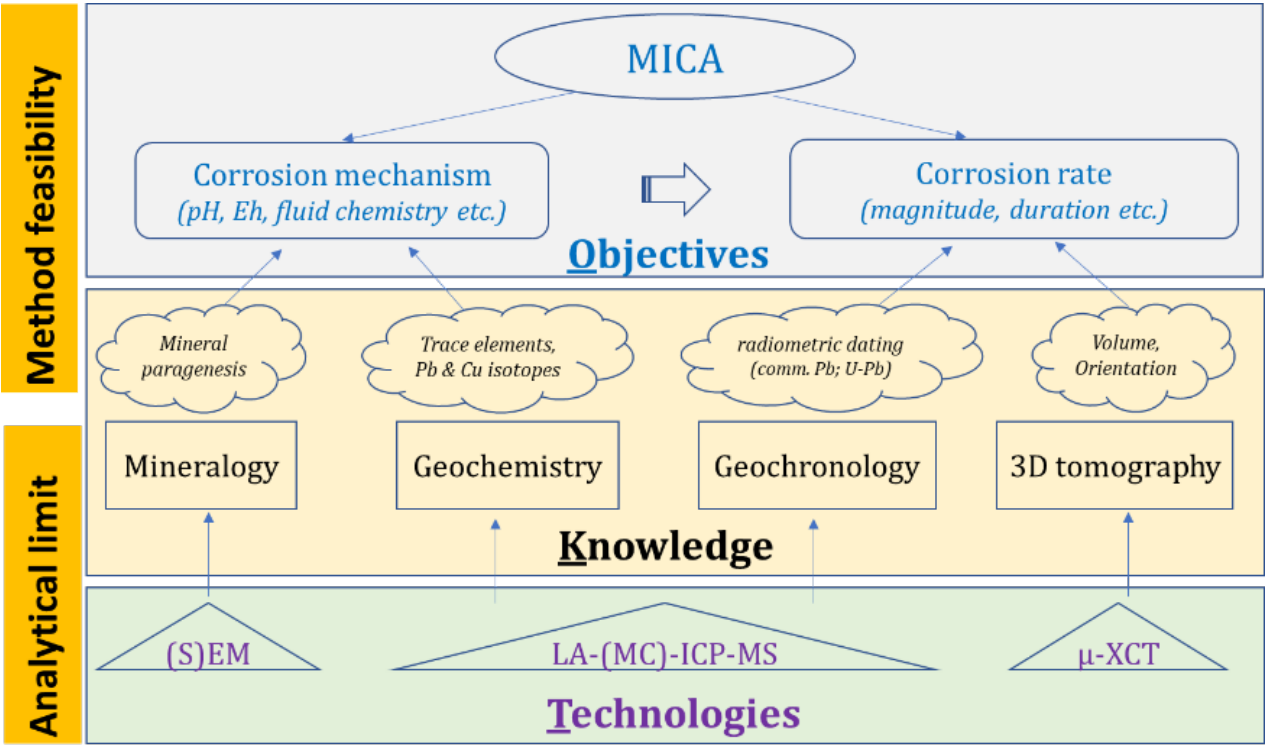 Method feasibility
Analytical limit
MICA
Corrosion mechanism
(pH, Eh, fluid chemistry etc.)
Corrosion rate
(magnitude, duration etc.)
Objectives
Mineral
paragenesis
Trace elements,
Pb & Cu isotopes
radiometric dating
(comm. Pb; U-Pb)
Volume,
Orientation
Mineralogy
Geochemistry
Geochronology
3D tomography
Knowledge
(S)EM
LA-(MC)-ICP-MS
μ-XCT
Technologies